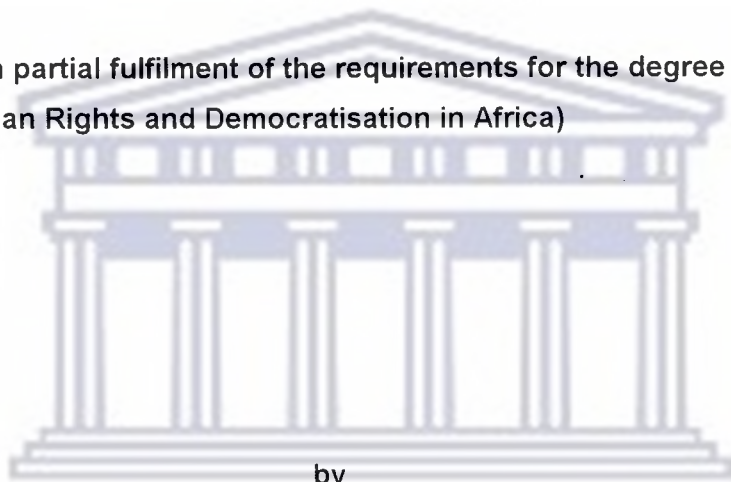 partial fulfilment of the requirements for the degree
an Rights and Democratisation in Africa)
by